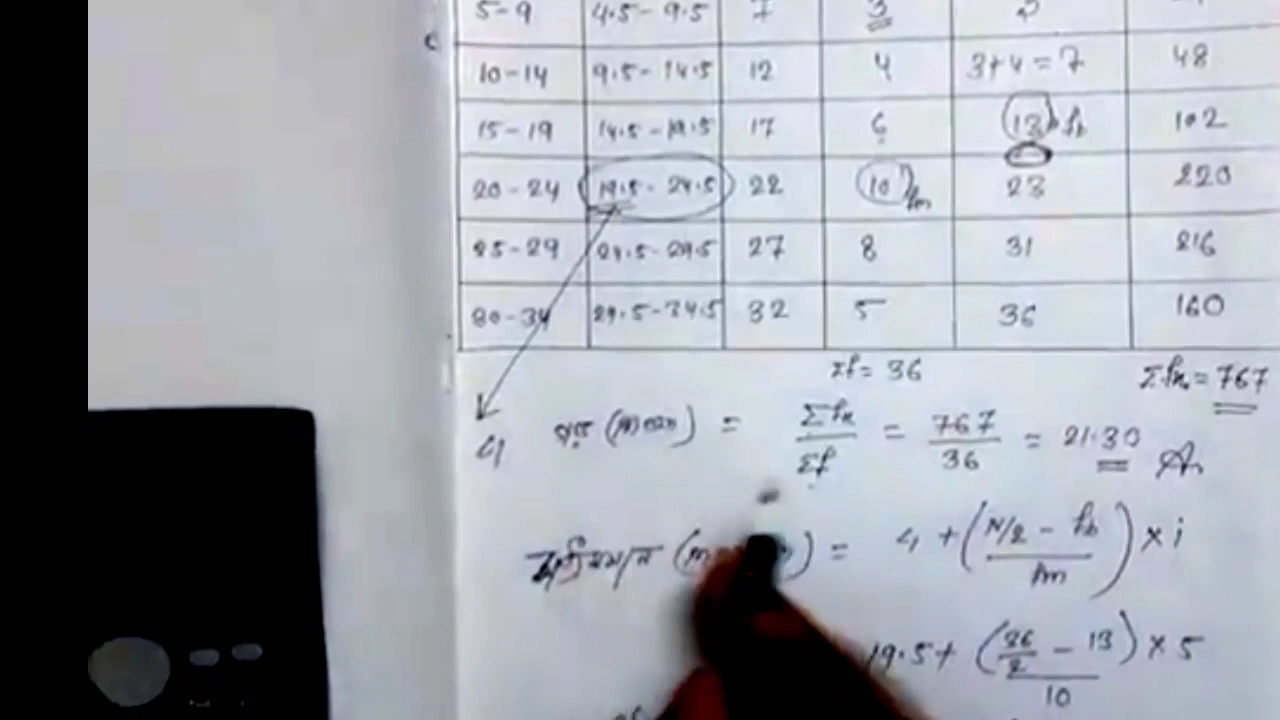 5-9 4.5-9.5 7 3
10-14 9.5-14.5 12 4 3+4=7 48
15-19 14.5-19.5 17 6 13 fb 102
20-24 19.5-24.5 22 10 fm 23 220
25-29 24.5-29.5 27 8 31 216
30-34 29.5-34.5 32 5 36 160
Σf = 36 Σfx = 767
গড় (mean) = Σfx/Σf = 767/36 = 21.30 An
(N/2 - fb / fm) × i
19.5 + (36/2 - 13 / 10) × 5